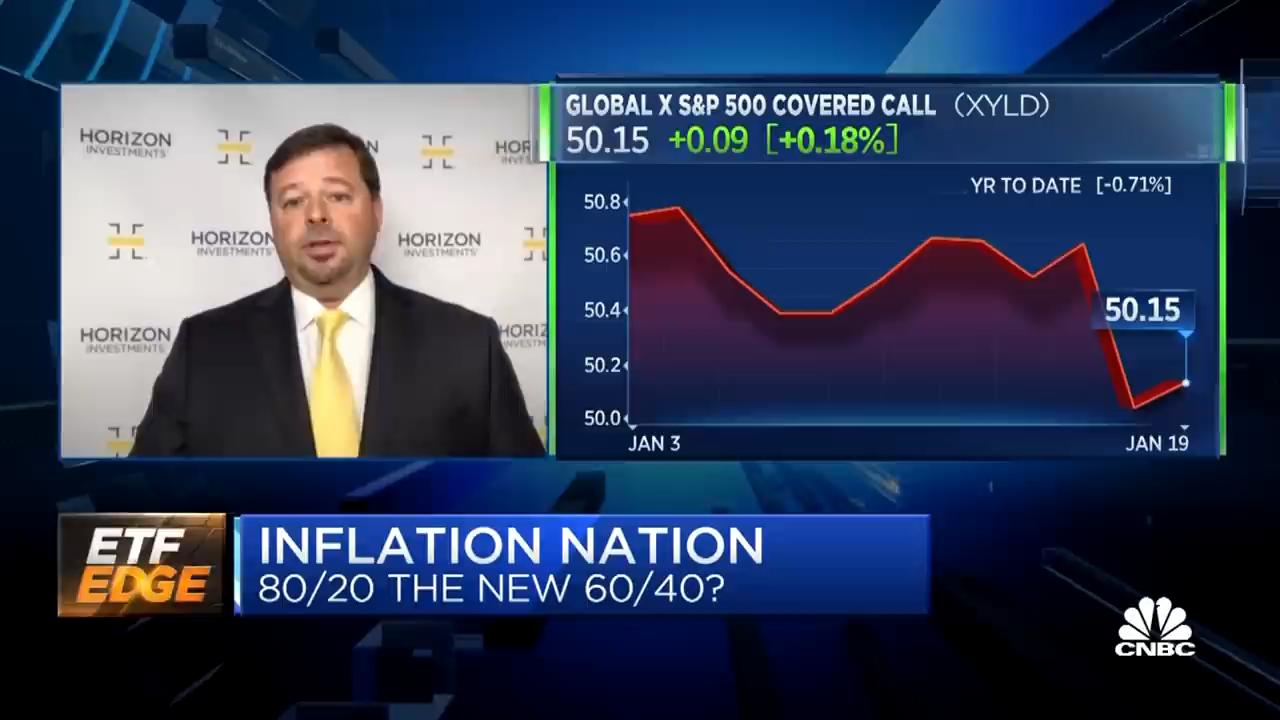 HORIZON
INVESTMENTS
HORIZON
INVESTMENTS
HORIZON
INVESTMENTS
HORIZON
INVESTMENTS
GLOBAL X S&P 500 COVERED CALL (XYLD)
50.15 +0.09 [+0.18%]
YR TO DATE [-0.71%]
50.8
50.6
50.4
50.2
50.0
50.15
JAN 3
JAN 19
ETF
EDGE
INFLATION NATION
80/20 THE NEW 60/40?
CNBC